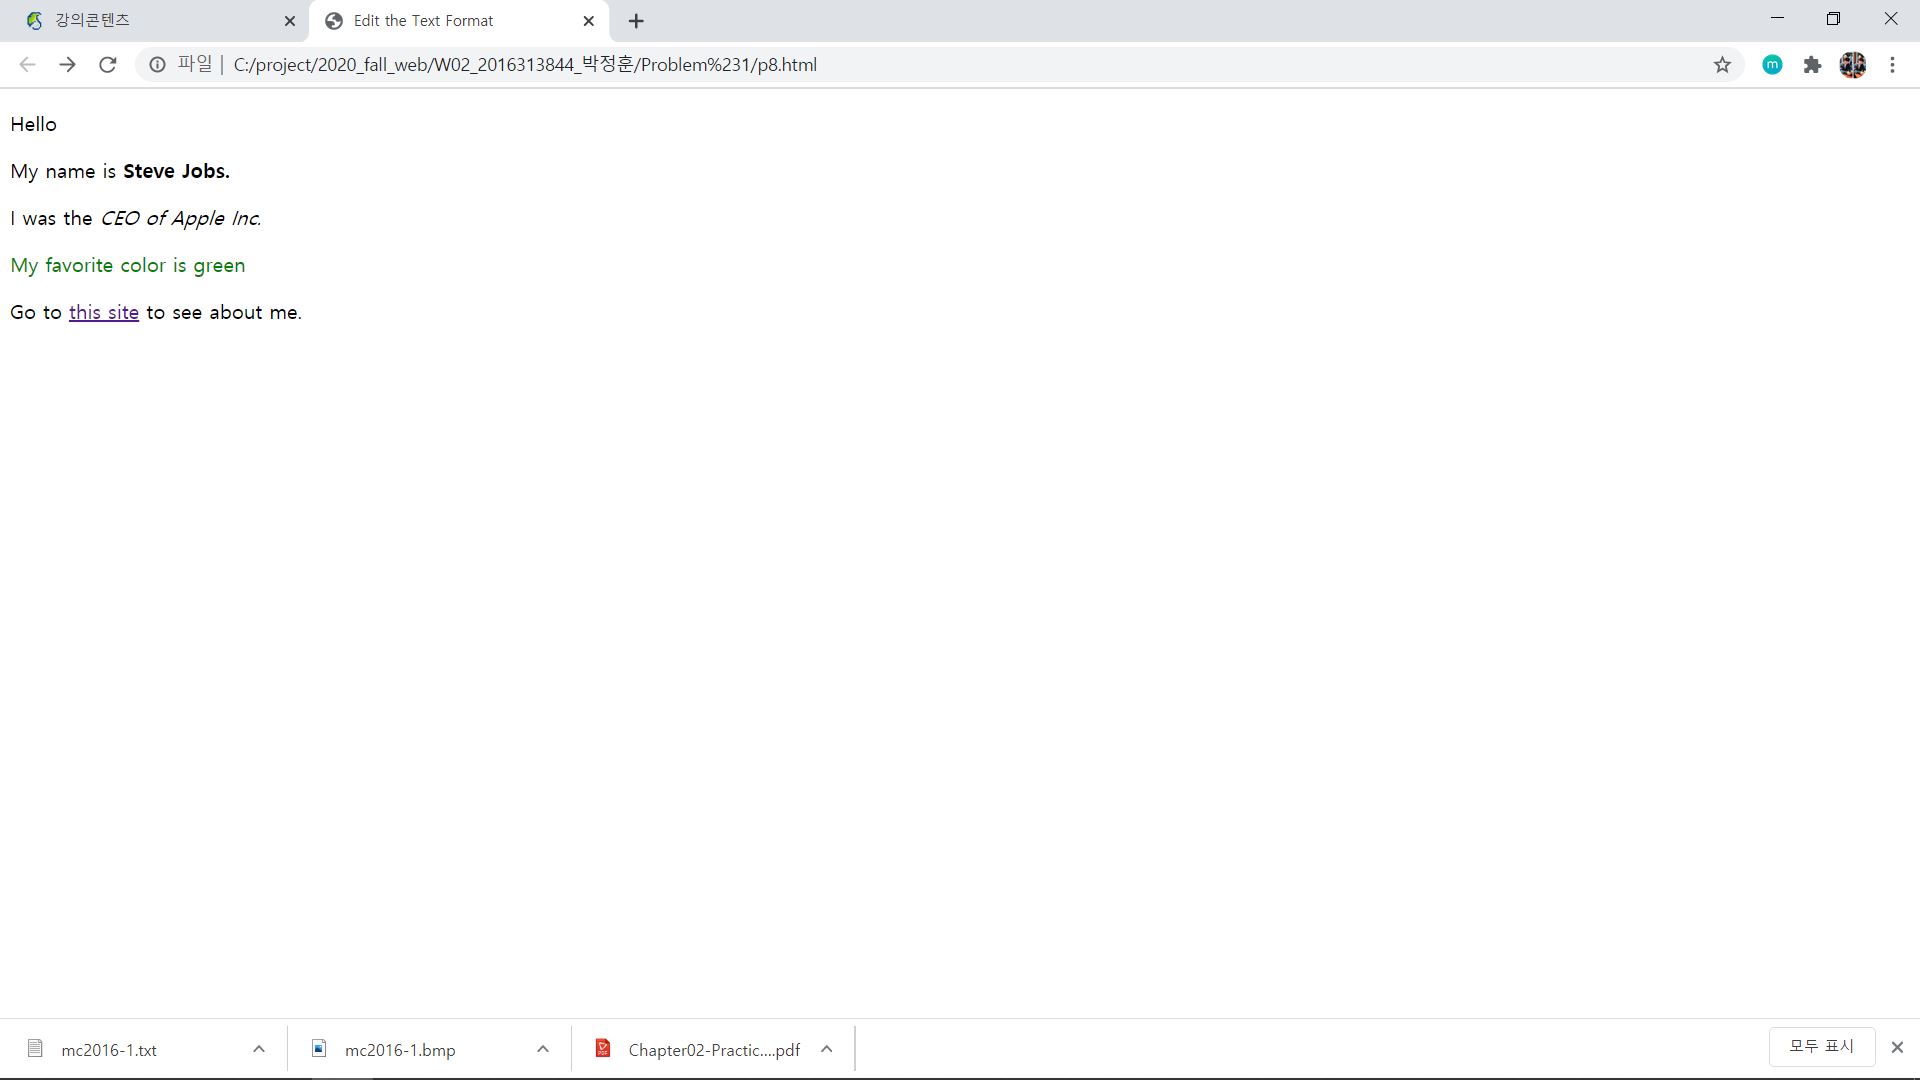 강의콘텐츠
Edit the Text Format
파일 | C:/project/2020_fall_web/W02_2016313844_박정훈/Problem%231/p8.html
m
Hello
My name is Steve Jobs.
I was the CEO of Apple Inc.
My favorite color is green
Go to this site to see about me.
mc2016-1.txt
mc2016-1.bmp
PDF
Chapter02-Practic....pdf
모두 표시